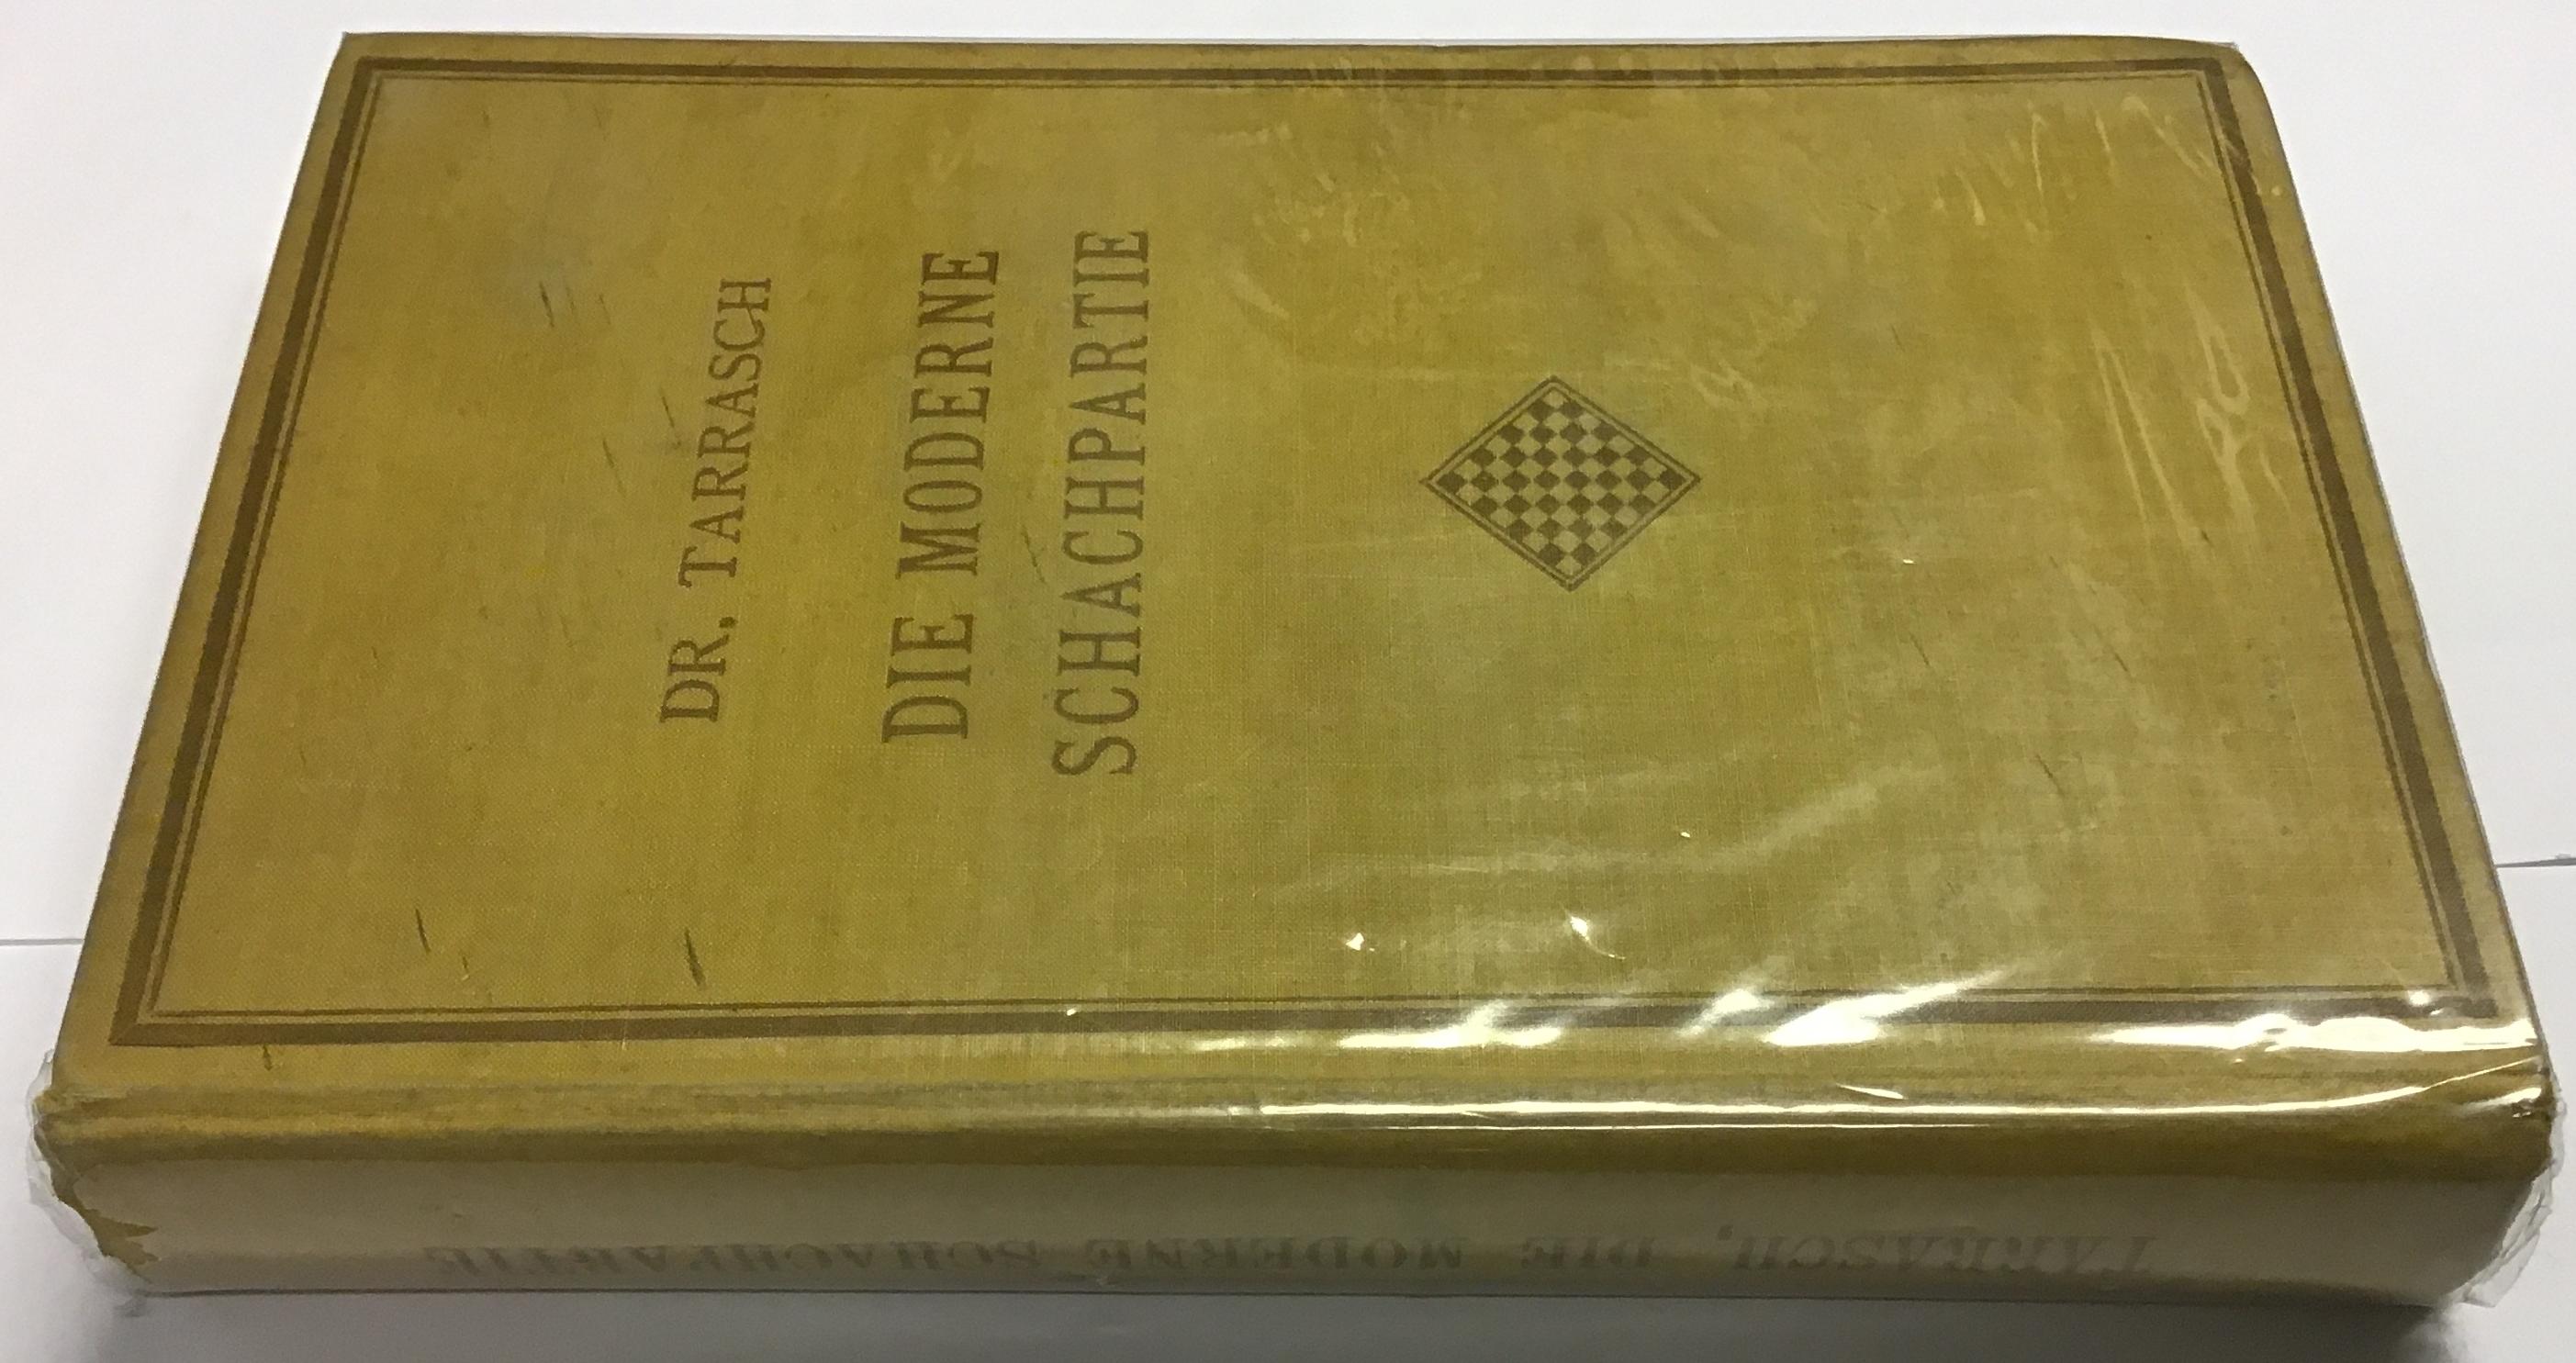 DR. TARRASCH
DIE MODERNE
SCHACHPARTIE
TARRASCH, DIE MODERNE SCHACHPARTIE